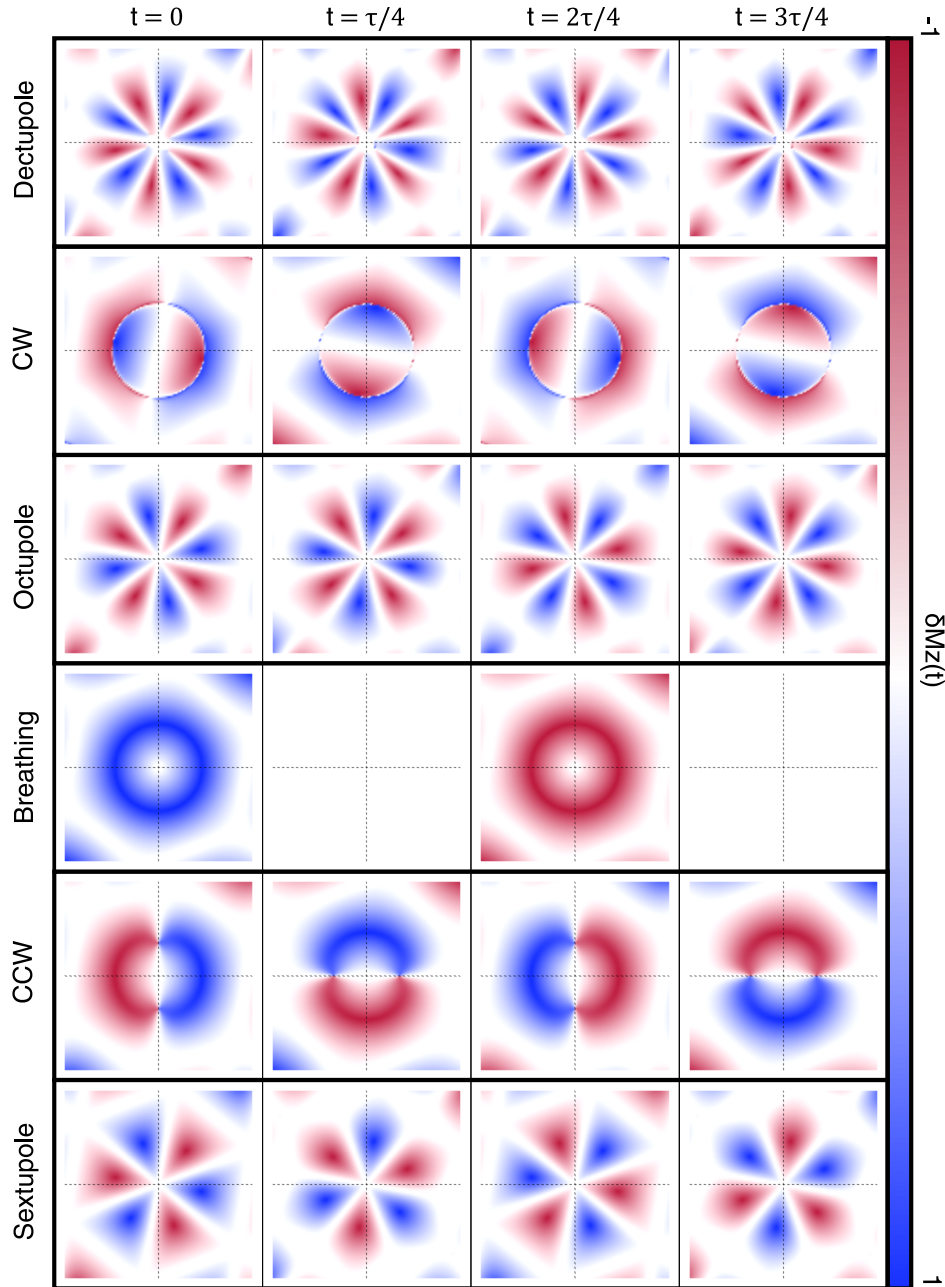 t = 0
t = τ/4
t = 2τ/4
t = 3τ/4
-1
Dectupole
CW
Octupole
δMz(t)
Breathing
CCW
Sextupole
1